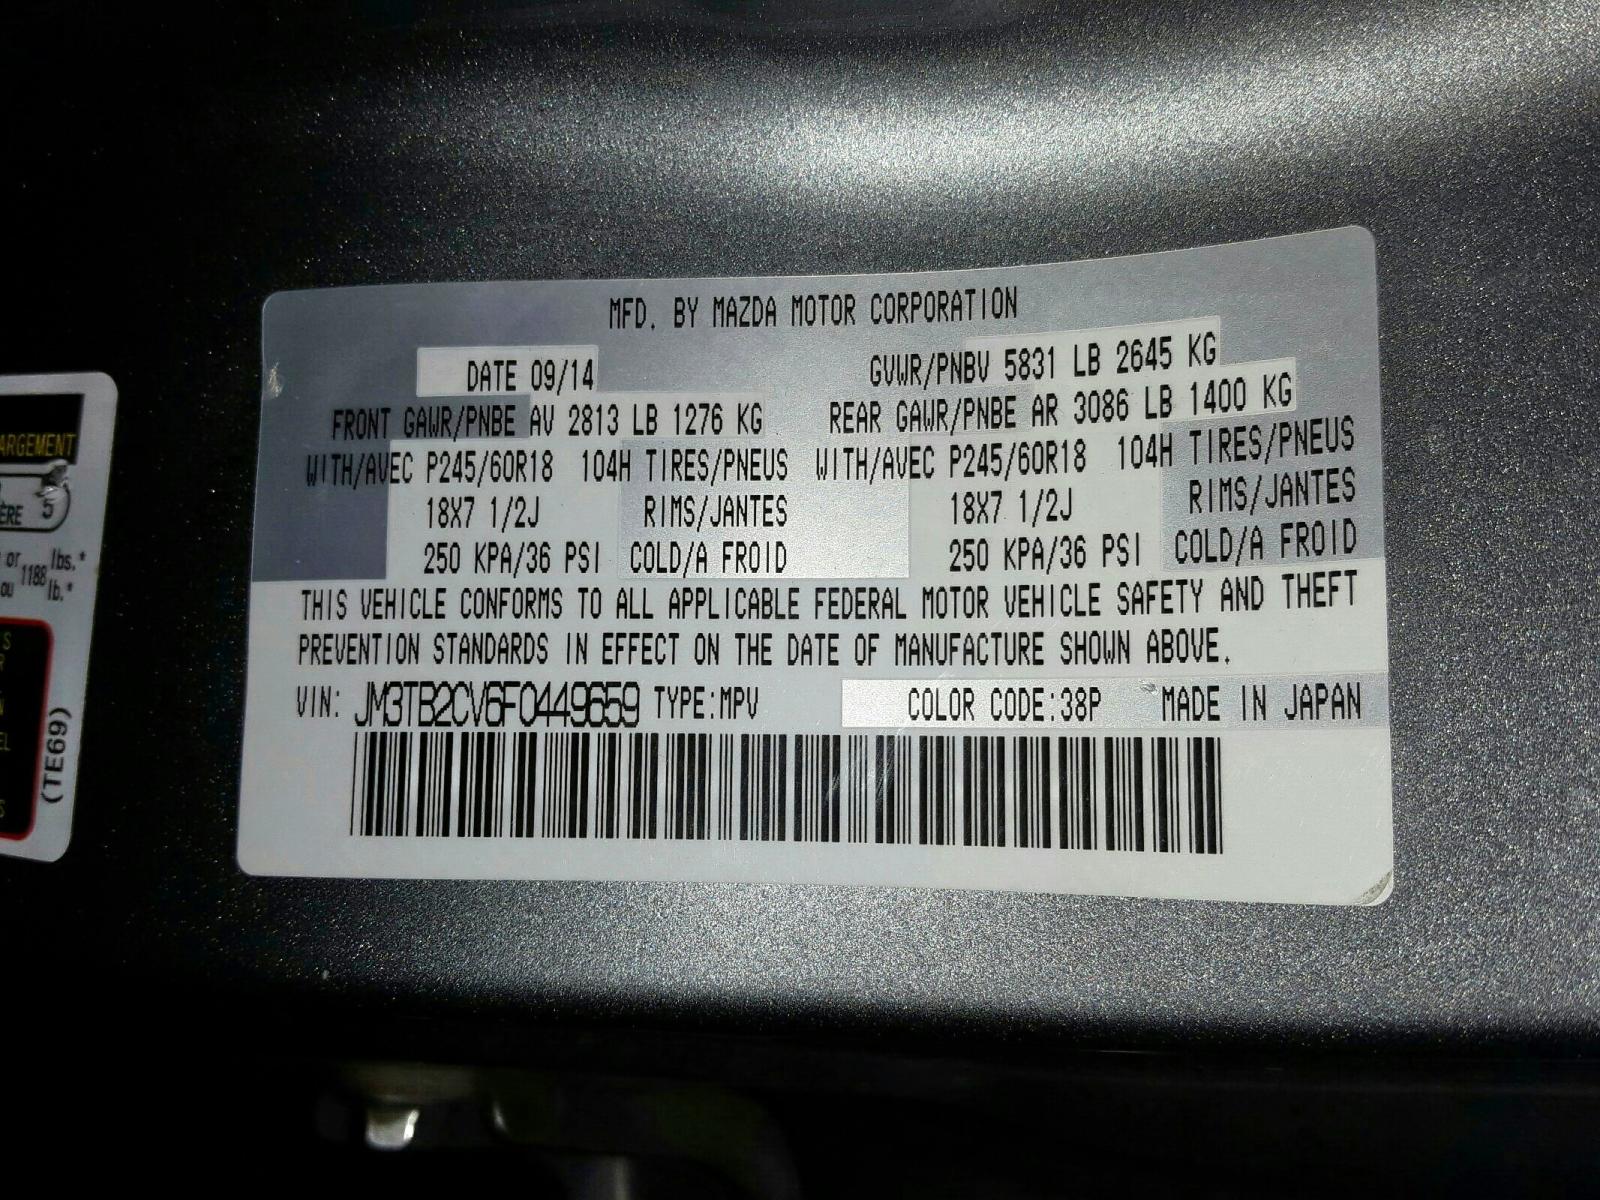 MFD. BY MAZDA MOTOR CORPORATION
DATE 09/14 GVWR/PNBV 5831 LB 2645 KG
FRONT GAWR/PNBE AV 2813 LB 1276 KG REAR GAWR/PNBE AR 3086 LB 1400 KG
WITH/AVEC P245/60R18 104H TIRES/PNEUS WITH/AVEC P245/60R18 104H TIRES/PNEUS
18X7 1/2J RIMS/JANTES 18X7 1/2J RIMS/JANTES
250 KPA/36 PSI COLD/A FROID 250 KPA/36 PSI COLD/A FROID
THIS VEHICLE CONFORMS TO ALL APPLICABLE FEDERAL MOTOR VEHICLE SAFETY AND THEFT
PREVENTION STANDARDS IN EFFECT ON THE DATE OF MANUFACTURE SHOWN ABOVE.
VIN: JM3TB2CV6F0449659 TYPE:MPV COLOR CODE:38P MADE IN JAPAN
ARGEMENT
ÈRE 5
or 1188 lbs.*
ou lb.*
(TE69)